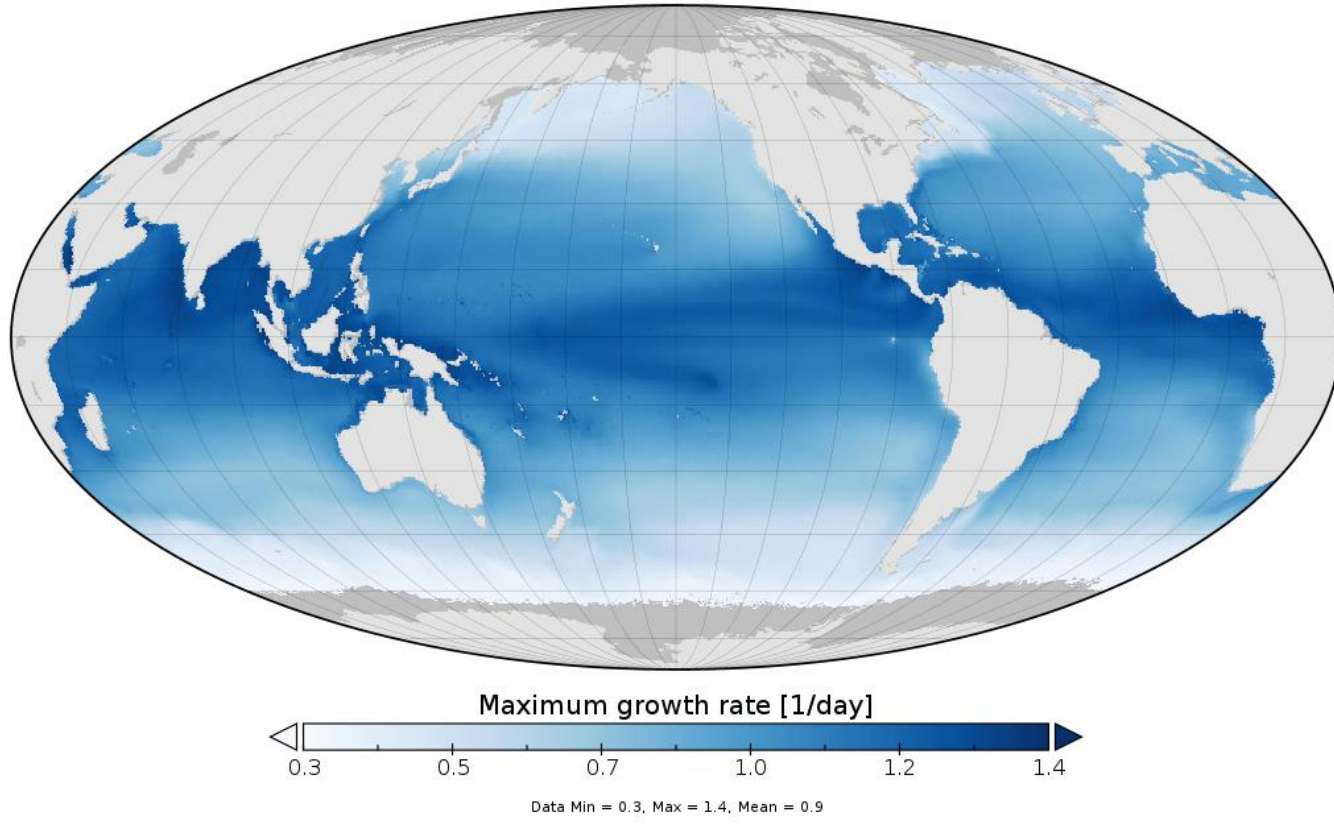 Maximum growth rate [1/day]
0.3 0.5 0.7 1.0 1.2 1.4
Data Min = 0.3, Max = 1.4, Mean = 0.9